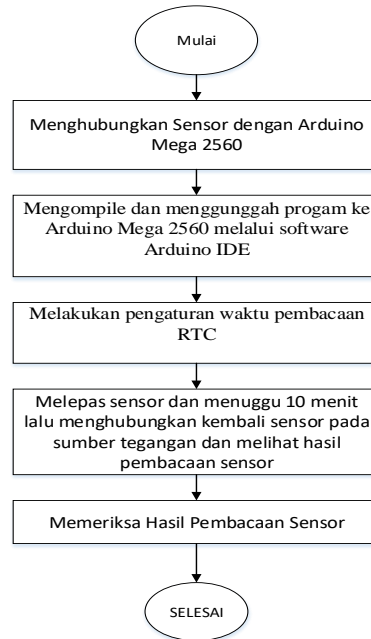 Mulai
Menghubungkan Sensor dengan Arduino
Mega 2560
Mengompile dan menggunggah progam ke
Arduino Mega 2560 melalui software
Arduino IDE
Melakukan pengaturan waktu pembacaan
RTC
Melepas sensor dan menuggu 10 menit
lalu menghubungkan kembali sensor pada
sumber tegangan dan melihat hasil
pembacaan sensor
Memeriksa Hasil Pembacaan Sensor
SELESAI